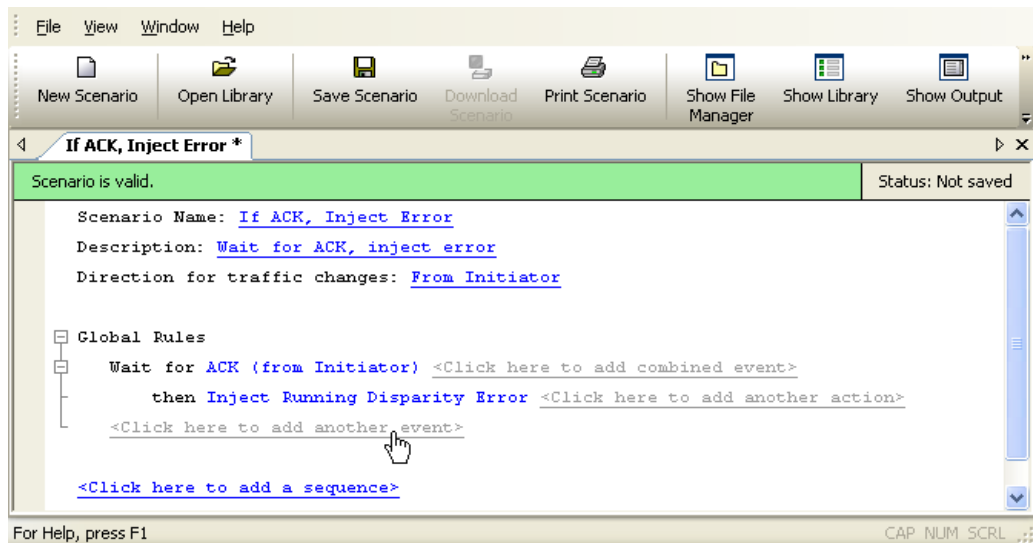 File View Window Help
New Scenario Open Library Save Scenario Download Scenario Print Scenario Show File Manager Show Library Show Output
If ACK, Inject Error *
Scenario is valid. Status: Not saved
Scenario Name: If ACK, Inject Error
Description: Wait for ACK, inject error
Direction for traffic changes: From Initiator
Global Rules
Wait for ACK (from Initiator) <Click here to add combined event>
then Inject Running Disparity Error <Click here to add another action>
<Click here to add another event>
<Click here to add a sequence>
For Help, press F1 CAP NUM SCRL